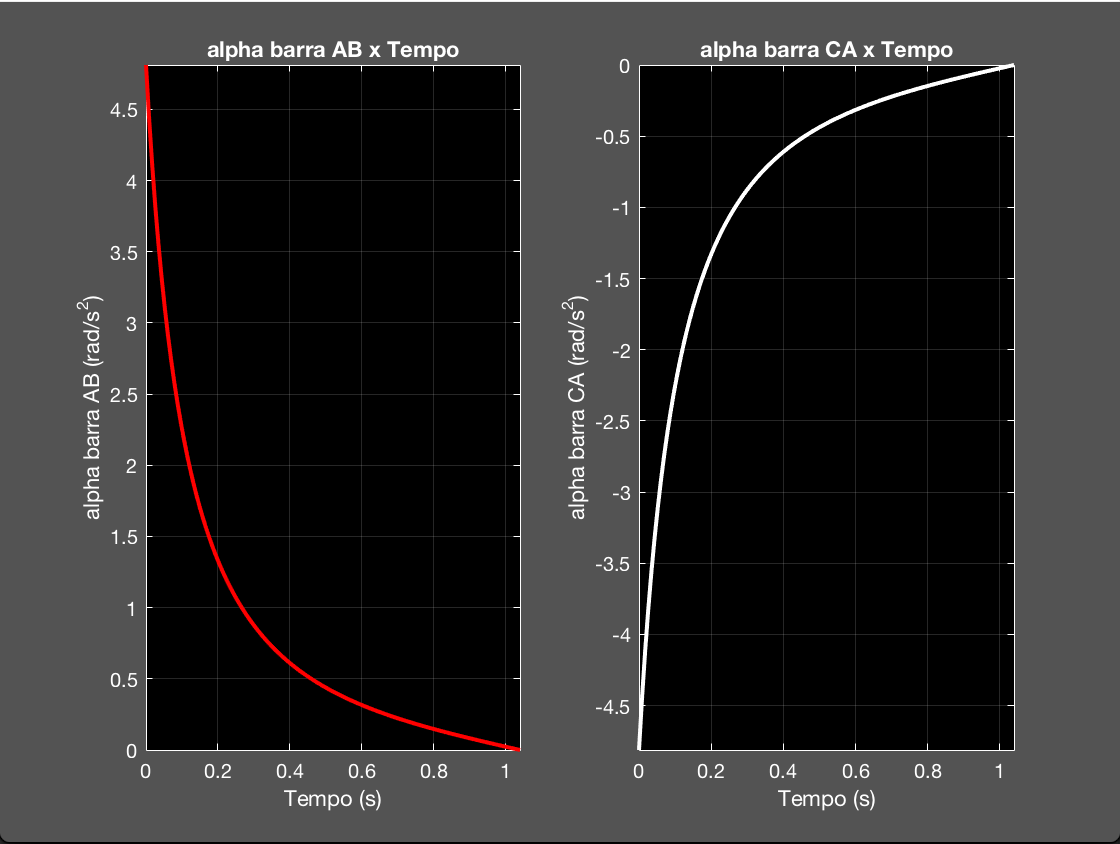 alpha barra AB x Tempo
alpha barra AB (rad/s²)
4.5
4
3.5
3
2.5
2
1.5
1
0.5
0
0 0.2 0.4 0.6 0.8 1
Tempo (s)
alpha barra CA x Tempo
alpha barra CA (rad/s²)
0
-0.5
-1
-1.5
-2
-2.5
-3
-3.5
-4
-4.5
0 0.2 0.4 0.6 0.8 1
Tempo (s)